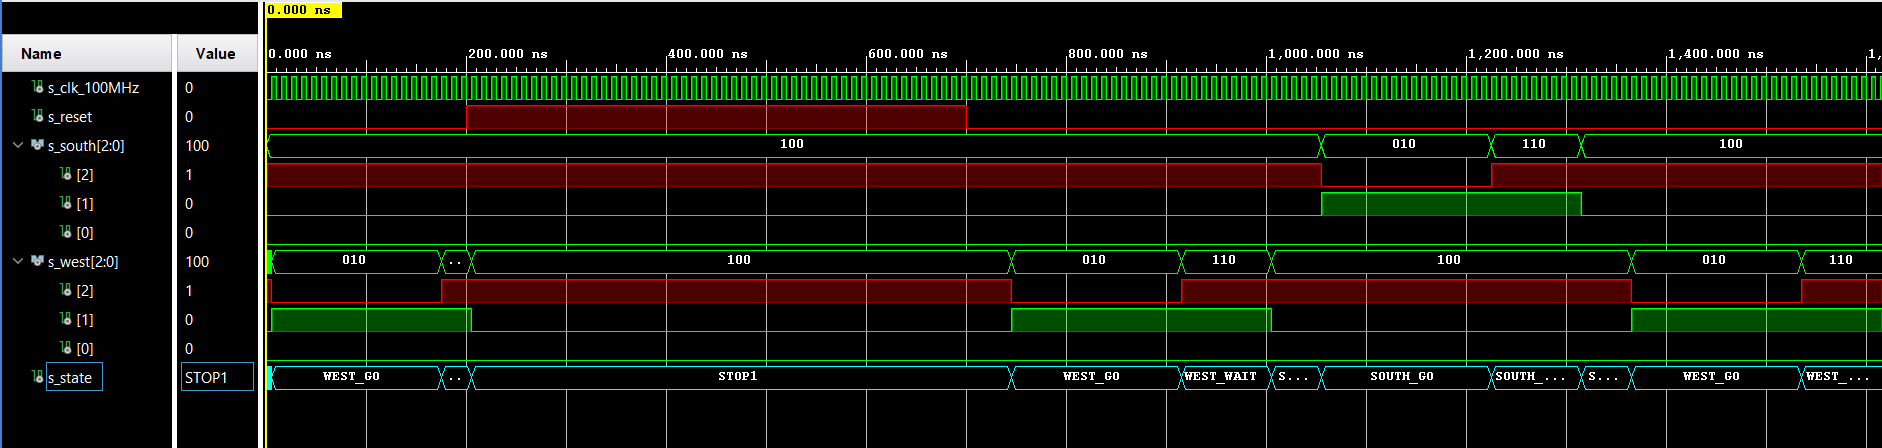 0.000 ns
Name Value 0.000 ns 200.000 ns 400.000 ns 600.000 ns 800.000 ns 1,000.000 ns 1,200.000 ns 1,400.000 ns 1,
s_clk_100MHz 0
s_reset 0
s_south[2:0] 100 100 010 110 100
[2] 1
[1] 0
[0] 0
s_west[2:0] 100 010 .. 100 010 110 100 010 110
[2] 1
[1] 0
[0] 0
s_state STOP1 WEST_GO .. STOP1 WEST_GO WEST_WAIT S... SOUTH_GO SOUTH_... S... WEST_GO WEST_...